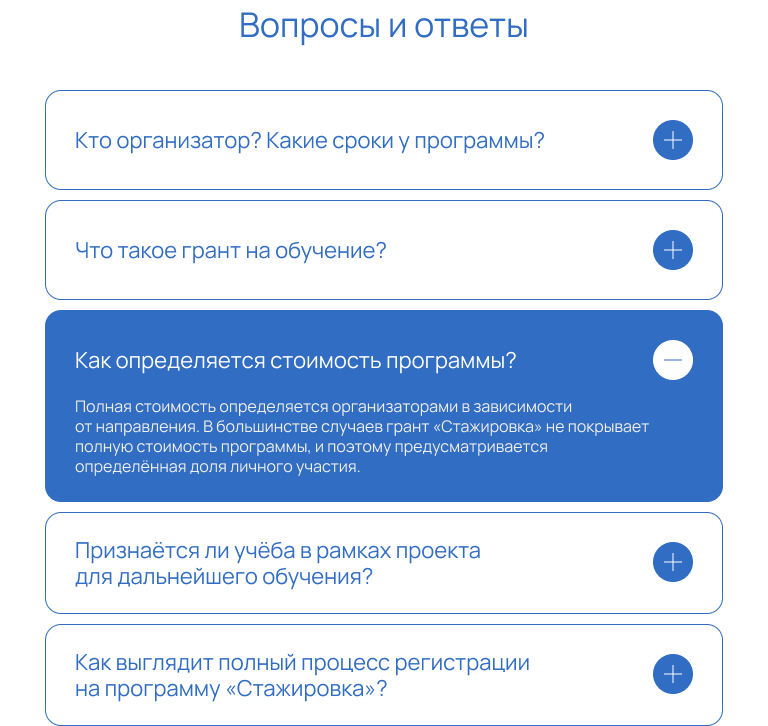 Вопросы и ответы
Кто организатор? Какие сроки у программы?
Что такое грант на обучение?
Как определяется стоимость программы?
Полная стоимость определяется организаторами в зависимости
от направления. В большинстве случаев грант «Стажировка» не покрывает
полную стоимость программы, и поэтому предусматривается
определённая доля личного участия.
Признаётся ли учёба в рамках проекта
для дальнейшего обучения?
Как выглядит полный процесс регистрации
на программу «Стажировка»?